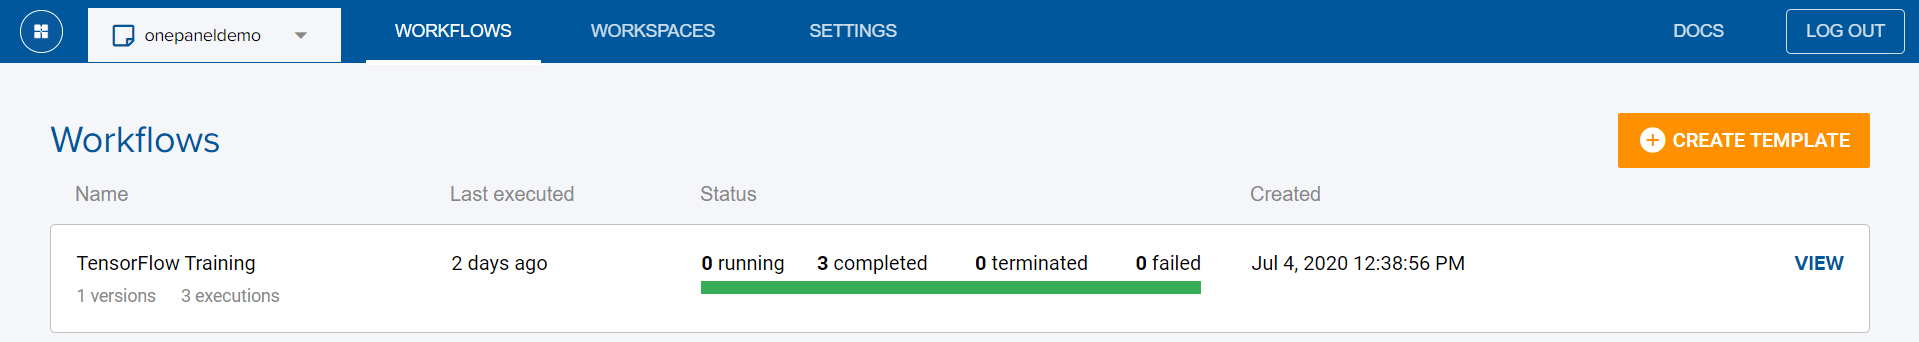 onepaneldemo WORKFLOWS WORKSPACES SETTINGS DOCS LOG OUT
Workflows CREATE TEMPLATE
Name Last executed Status Created
TensorFlow Training 2 days ago 0 running 3 completed 0 terminated 0 failed Jul 4, 2020 12:38:56 PM VIEW
1 versions 3 executions